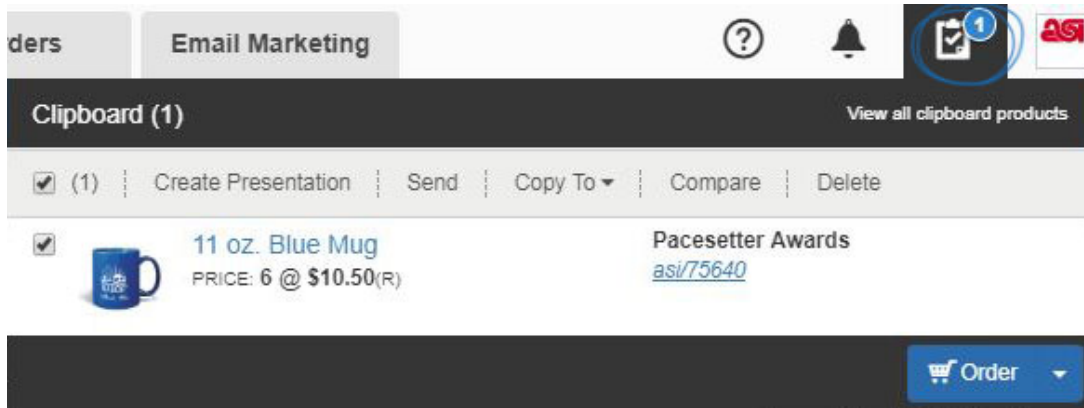 ders
Email Marketing
1
asi
Clipboard (1)
View all clipboard products
(1)
Create Presentation
Send
Copy To
Compare
Delete
11 oz. Blue Mug
PRICE: 6 @ $10.50(R)
Pacesetter Awards
asi/75640
Order